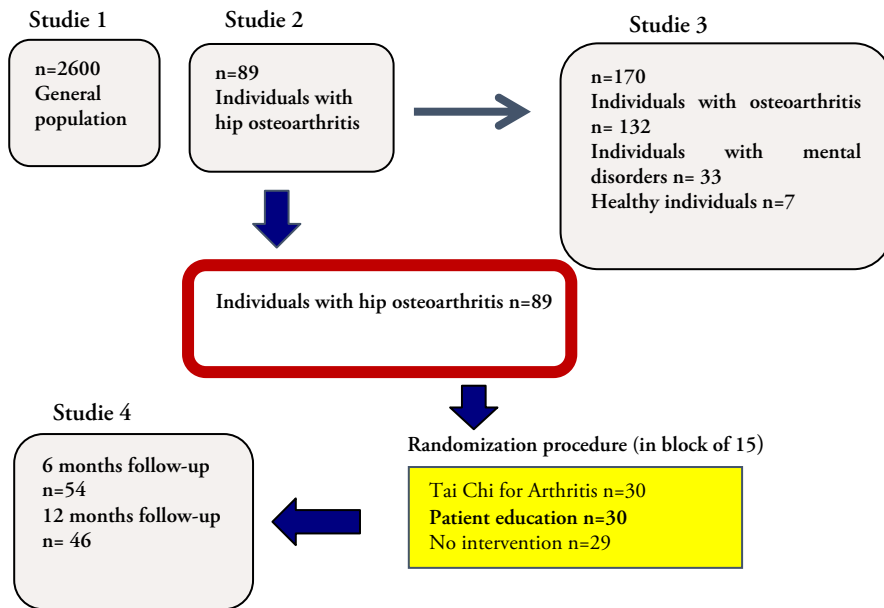 Studie 1
n=2600
General
population
Studie 2
n=89
Individuals with
hip osteoarthritis
Studie 3
n=170
Individuals with osteoarthritis
n= 132
Individuals with mental
disorders n= 33
Healthy individuals n=7
Individuals with hip osteoarthritis n=89
Randomization procedure (in block of 15)
Tai Chi for Arthritis n=30
Patient education n=30
No intervention n=29
Studie 4
6 months follow-up
n=54
12 months follow-up
n= 46